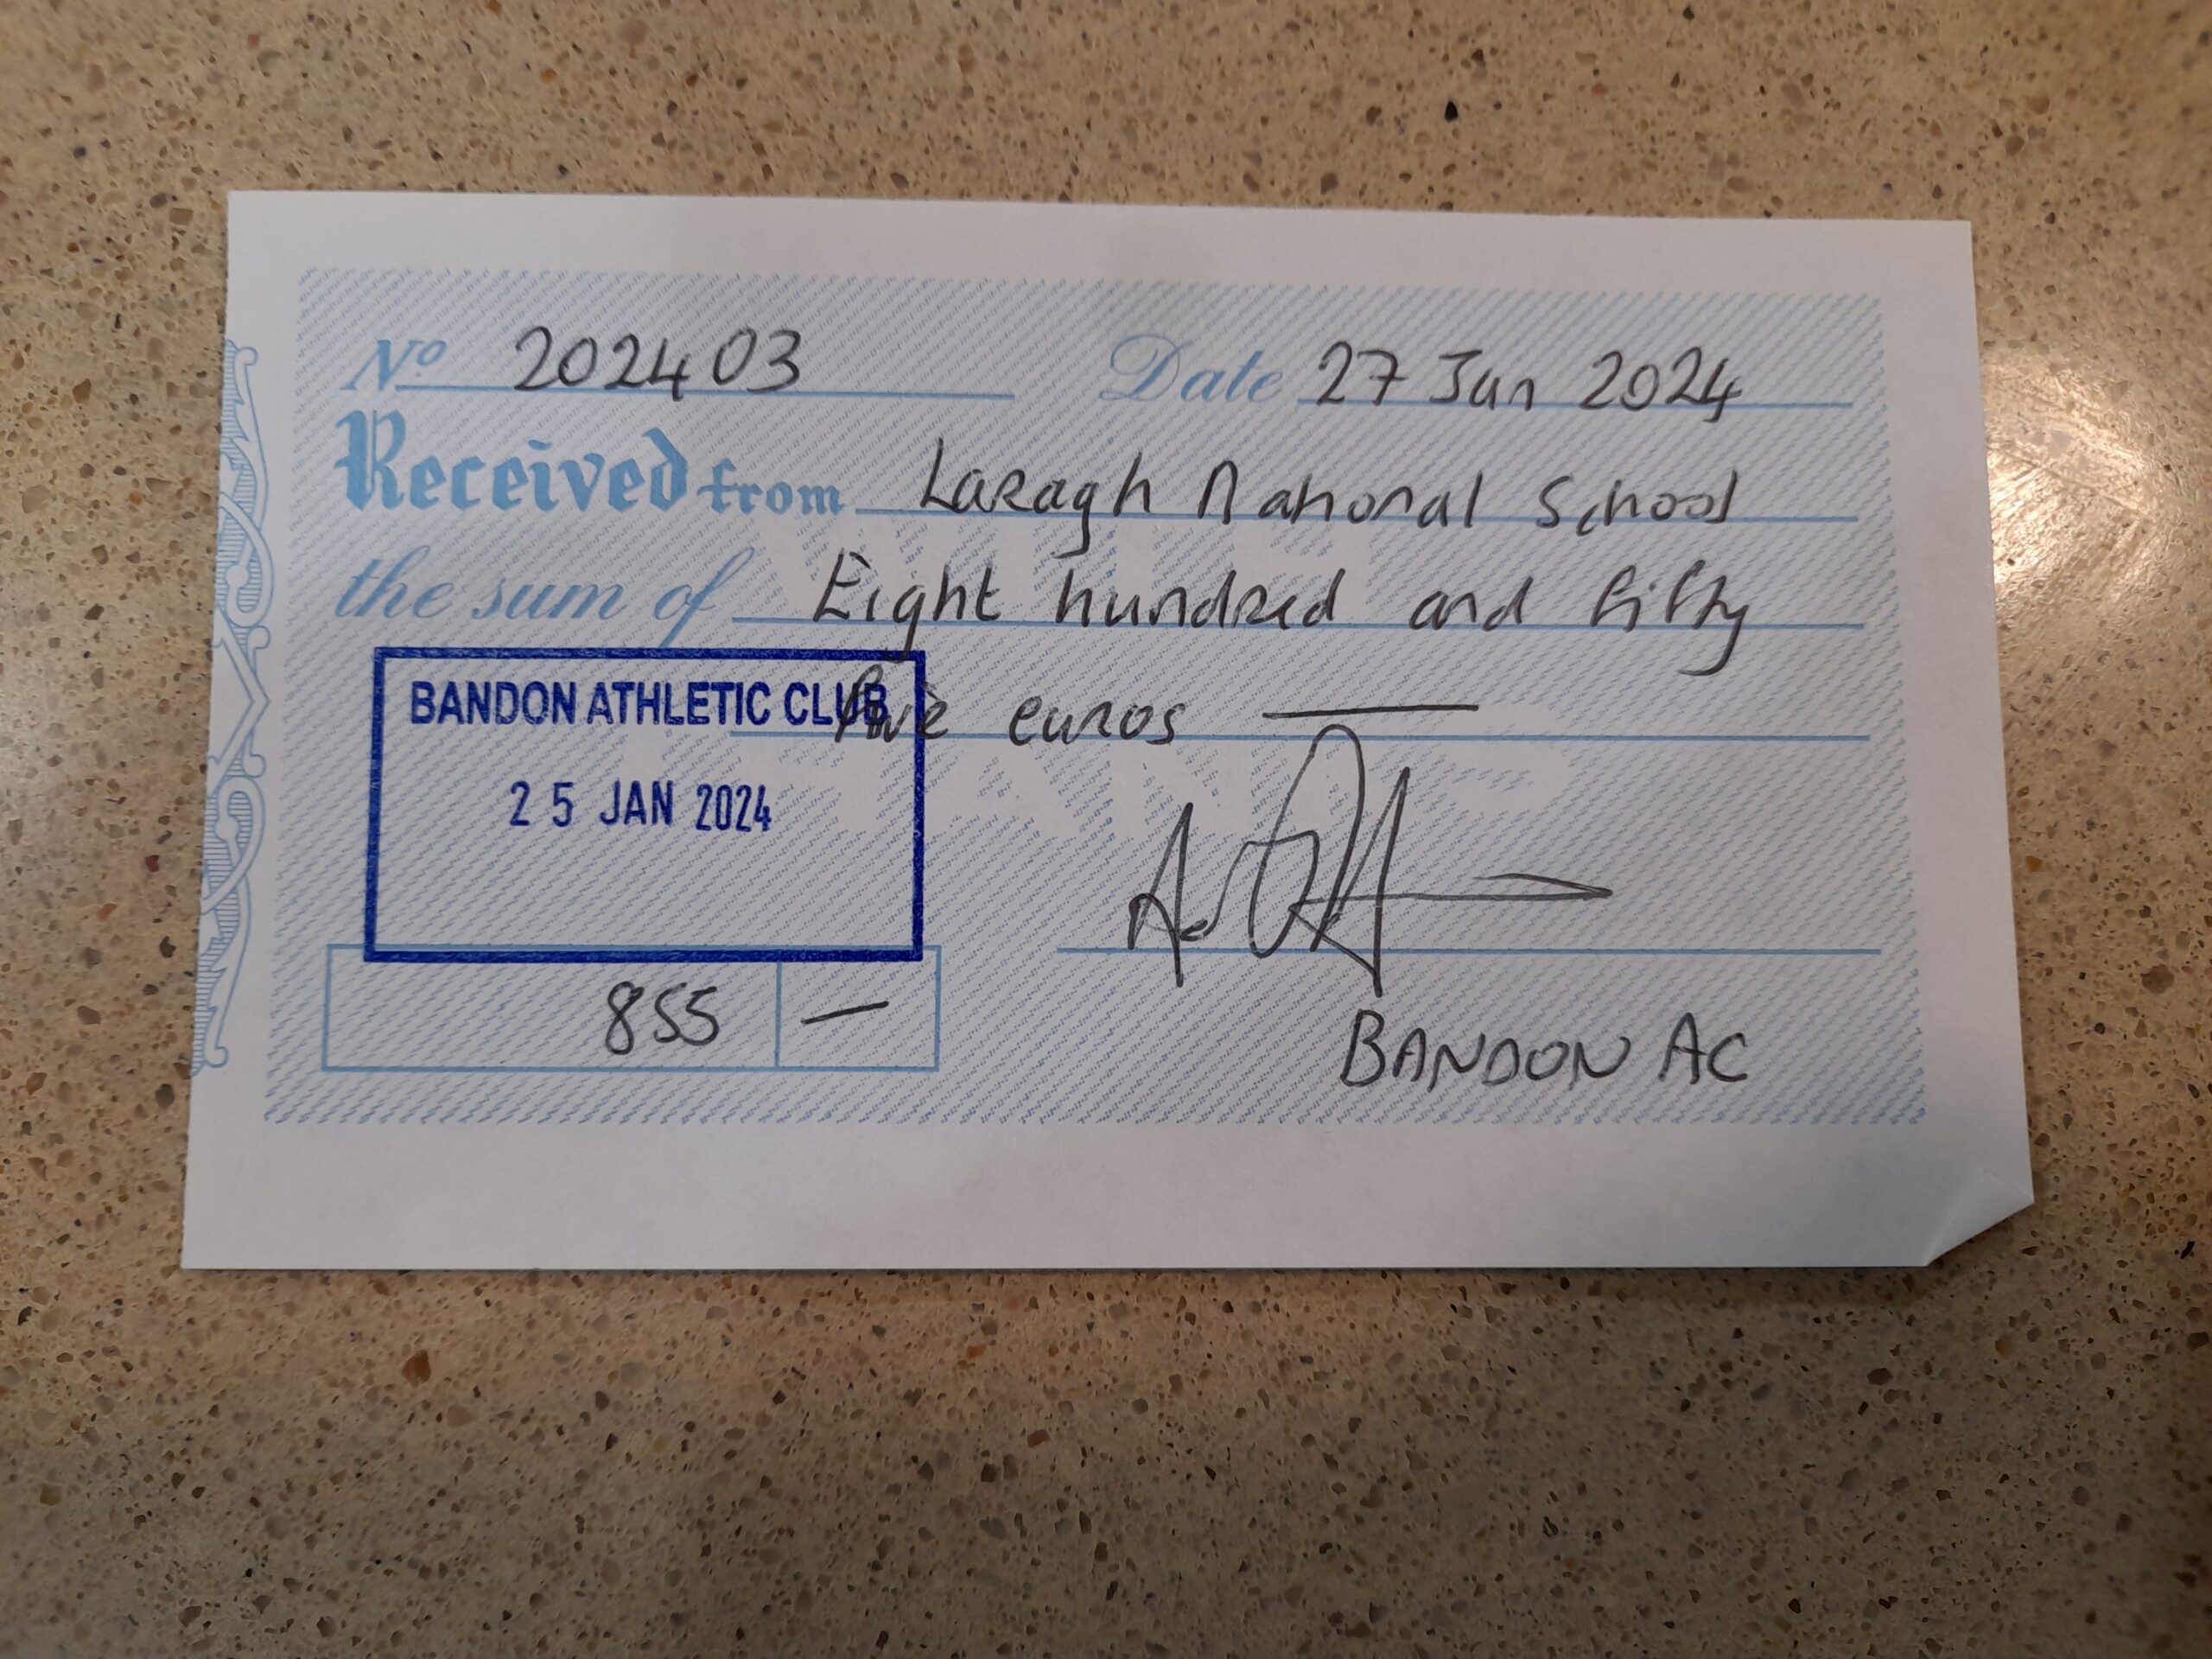 Nº 202403 Date 27 Jan 2024
Received from Laragh National School
the sum of Eight hundred and fifty
five euros
BANDON ATHLETIC CLUB
25 JAN 2024
855 —
BANDON AC